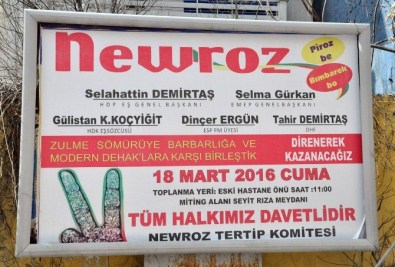 Newroz
Piroz
be
Bımbarek
bo
Selahattin DEMİRTAŞ
HDP EŞ GENEL BAŞKANI
Selma Gürkan
EMEP GENEL BAŞKANI
Gülistan K.KOÇYİĞİT
HDK EŞSÖZCÜSÜ
Dinçer ERGÜN
ESP PM ÜYESİ
Tahir DEMİRTAŞ
DHF
ZULME SÖMÜRÜYE BARBARLIĞA VE
MODERN DEHAK'LARA KARŞI BİRLEŞTİK
DİRENEREK
KAZANACAĞIZ
18 MART 2016 CUMA
TOPLANMA YERİ: ESKİ HASTANE ÖNÜ SAAT :11:00
MİTİNG ALANI SEYİT RIZA MEYDANI
TÜM HALKIMIZ DAVETLİDİR
NEWROZ TERTİP KOMİTESİ